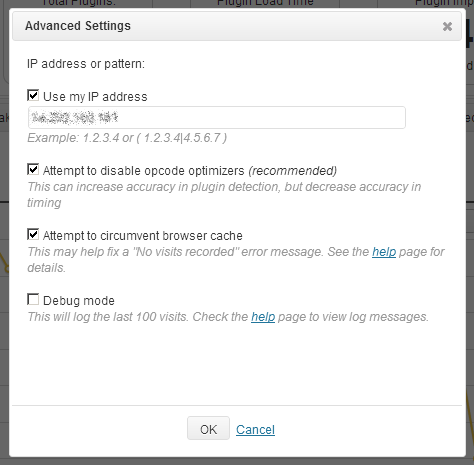 Total Plugins:
Plugin Load Time
Advanced Settings
IP address or pattern:
Use my IP address
Example: 1.2.3.4 or ( 1.2.3.4|4.5.6.7 )
Attempt to disable opcode optimizers (recommended)
This can increase accuracy in plugin detection, but decrease accuracy in
timing
Attempt to circumvent browser cache
This may help fix a "No visits recorded" error message. See the help page for
details.
Debug mode
This will log the last 100 visits. Check the help page to view log messages.
OK Cancel